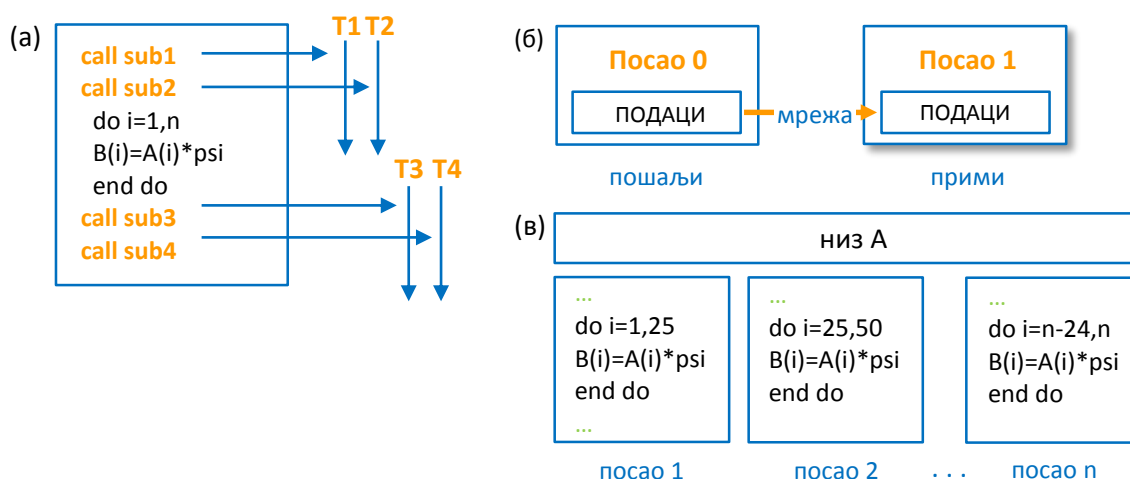 (а)
T1 T2
call sub1
call sub2
do i=1,n
B(i)=A(i)*psi
end do
T3 T4
call sub3
call sub4
(б)
Посао 0
ПОДАЦИ
мрежа
Посао 1
ПОДАЦИ
пошаљи
прими
(в)
низ А
...
do i=1,25
B(i)=A(i)*psi
end do
...
посао 1
...
do i=25,50
B(i)=A(i)*psi
end do
посао 2
. . .
...
do i=n-24,n
B(i)=A(i)*psi
end do
посао n